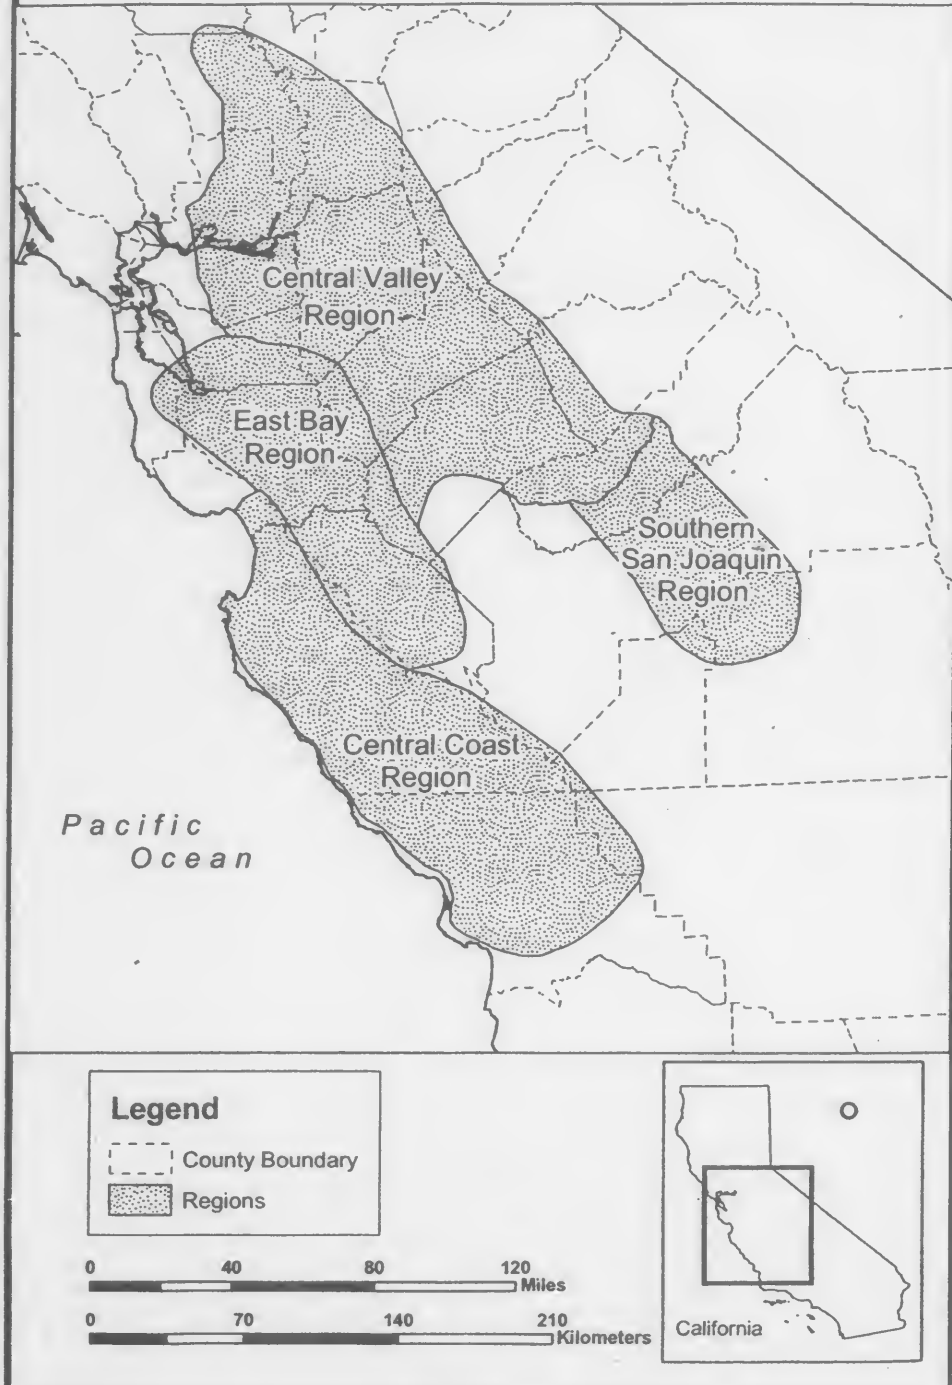 Central Valley
Region
East Bay
Region
Southern
San Joaquin
Region
Central Coast
Region
Pacific
Ocean
Legend
County Boundary
Regions
0 40 80 120
Miles
0 70 140 210
Kilometers
California